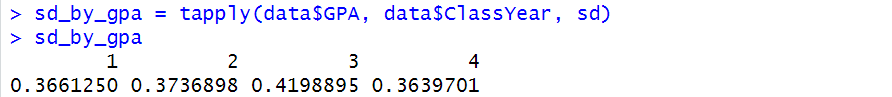 > sd_by_gpa = tapply(data$GPA, data$ClassYear, sd)
> sd_by_gpa
        1         2         3         4
0.3661250 0.3736898 0.4198895 0.3639701